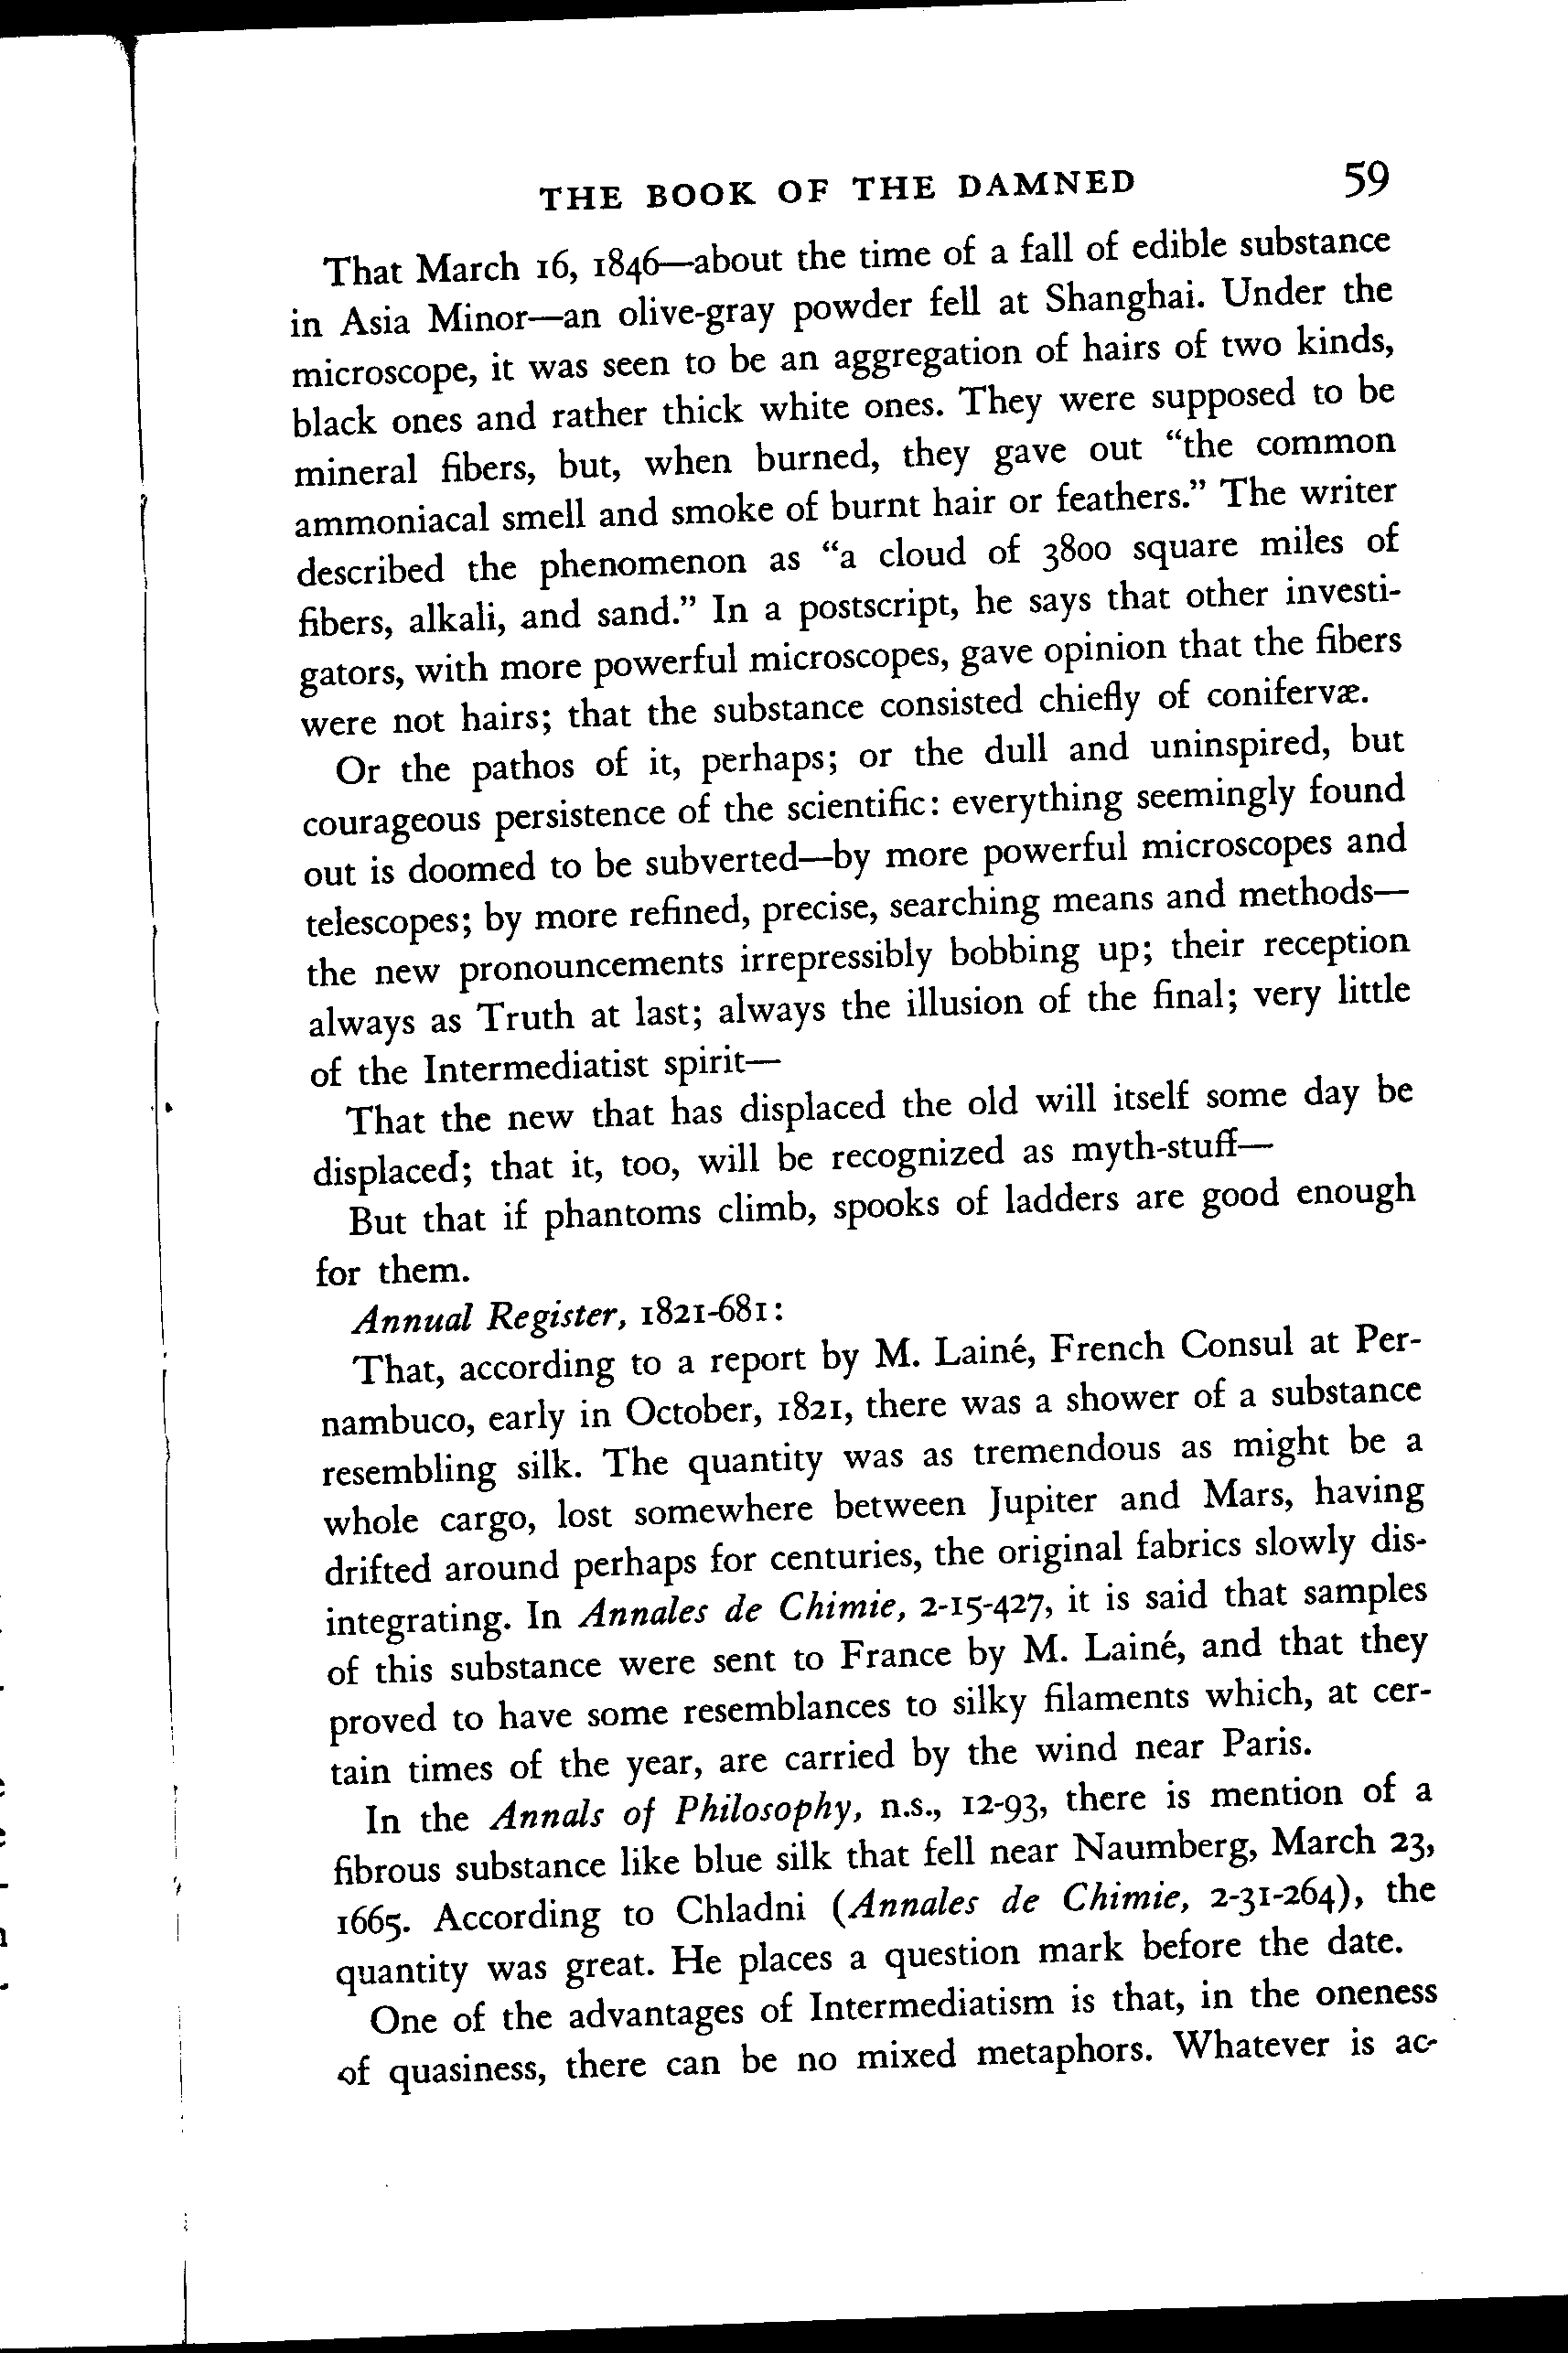 THE BOOK OF THE DAMNED 59
That March 16, 1846—about the time of a fall of edible substance
in Asia Minor—an olive-gray powder fell at Shanghai. Under the
microscope, it was seen to be an aggregation of hairs of two kinds,
black ones and rather thick white ones. They were supposed to be
mineral fibers, but, when burned, they gave out “the common
ammoniacal smell and smoke of burnt hair or feathers.” The writer
described the phenomenon as “a cloud of 3800 square miles of
fibers, alkali, and sand.” In a postscript, he says that other investi-
gators, with more powerful microscopes, gave opinion that the fibers
were not hairs; that the substance consisted chiefly of conifervæ.
Or the pathos of it, perhaps; or the dull and uninspired, but
courageous persistence of the scientific: everything seemingly found
out is doomed to be subverted—by more powerful microscopes and
telescopes; by more refined, precise, searching means and methods—
the new pronouncements irrepressibly bobbing up; their reception
always as Truth at last; always the illusion of the final; very little
of the Intermediatist spirit—
That the new that has displaced the old will itself some day be
displaced; that it, too, will be recognized as myth-stuff—
But that if phantoms climb, spooks of ladders are good enough
for them.
Annual Register, 1821-681:
That, according to a report by M. Lainé, French Consul at Per-
nambuco, early in October, 1821, there was a shower of a substance
resembling silk. The quantity was as tremendous as might be a
whole cargo, lost somewhere between Jupiter and Mars, having
drifted around perhaps for centuries, the original fabrics slowly dis-
integrating. In Annales de Chimie, 2-15-427, it is said that samples
of this substance were sent to France by M. Lainé, and that they
proved to have some resemblances to silky filaments which, at cer-
tain times of the year, are carried by the wind near Paris.
In the Annals of Philosophy, n.s., 12-93, there is mention of a
fibrous substance like blue silk that fell near Naumberg, March 23,
1665. According to Chladni (Annales de Chimie, 2-31-264), the
quantity was great. He places a question mark before the date.
One of the advantages of Intermediatism is that, in the oneness
of quasiness, there can be no mixed metaphors. Whatever is ac-